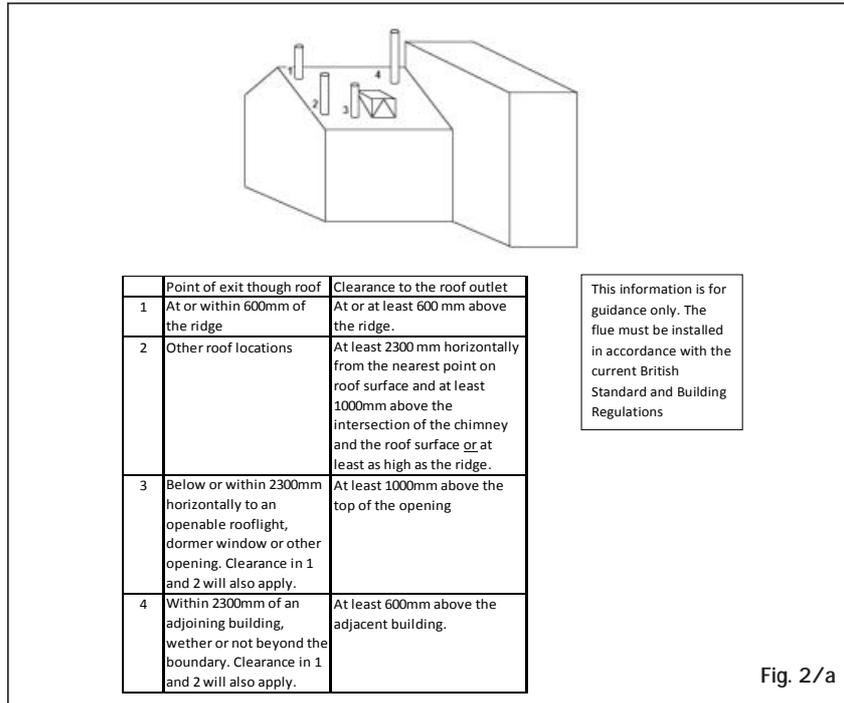 1
2
3
4
Point of exit though roof
Clearance to the roof outlet
1
At or within 600mm of
the ridge
At or at least 600 mm above
the ridge.
2
Other roof locations
At least 2300 mm horizontally
from the nearest point on
roof surface and at least
1000mm above the
intersection of the chimney
and the roof surface or at
least as high as the ridge.
3
Below or within 2300mm
horizontally to an
openable rooflight,
dormer window or other
opening. Clearance in 1
and 2 will also apply.
At least 1000mm above the
top of the opening
4
Within 2300mm of an
adjoining building,
wether or not beyond the
boundary. Clearance in 1
and 2 will also apply.
At least 600mm above the
adjacent building.
This information is for
guidance only. The
flue must be installed
in accordance with the
current British
Standard and Building
Regulations
Fig. 2/a